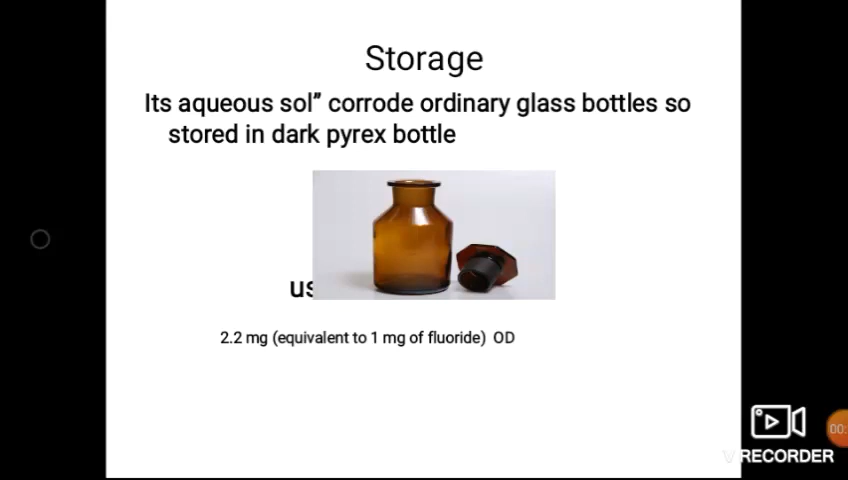 Storage
Its aqueous sol” corrode ordinary glass bottles so
stored in dark pyrex bottle
2.2 mg (equivalent to 1 mg of fluoride) OD
V RECORDER